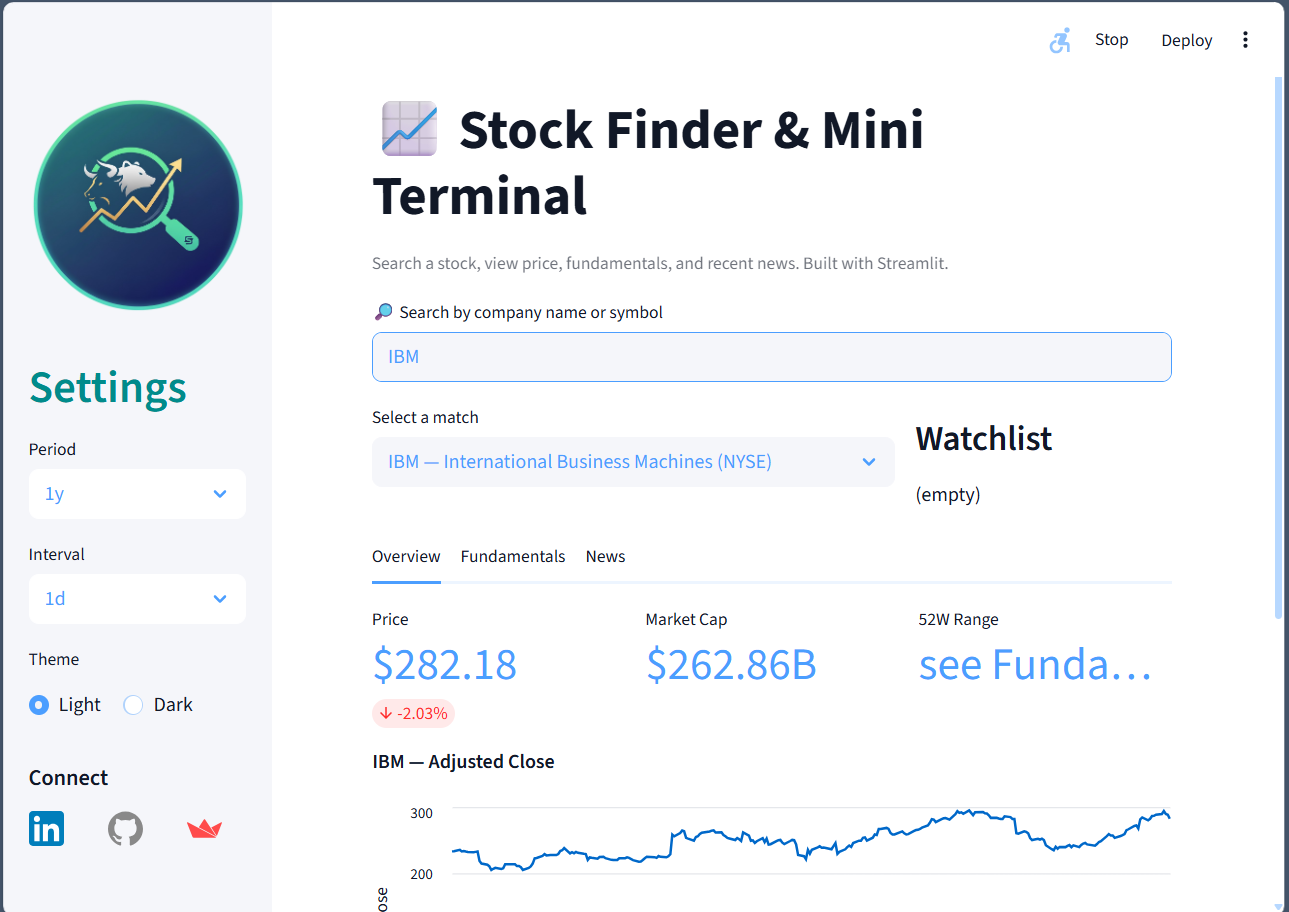 Stop
Deploy
Stock Finder & Mini
Terminal
Search a stock, view price, fundamentals, and recent news. Built with Streamlit.
Search by company name or symbol
IBM
Select a match
IBM — International Business Machines (NYSE)
Watchlist
(empty)
Settings
Period
1y
Interval
1d
Theme
Light
Dark
Connect
in
Overview
Fundamentals
News
Price
$282.18
-2.03%
Market Cap
$262.86B
52W Range
see Funda…
IBM — Adjusted Close
300
200
ose